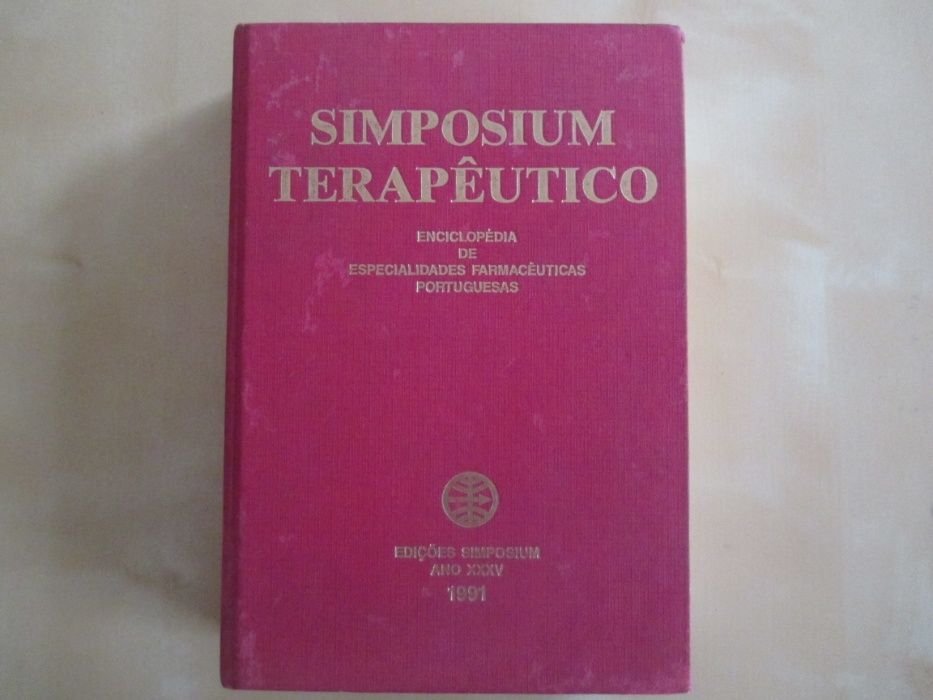 SIMPOSIUM
TERAPÊUTICO
ENCICLOPÉDIA
DE
ESPECIALIDADES FARMACÊUTICAS
PORTUGUESAS
EDIÇÕES SIMPOSIUM
ANO XXXV
1991